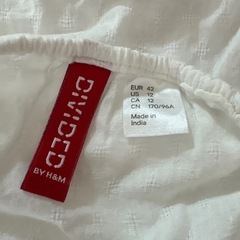 DIVIDED
BY H&M
EUR 42
US 12
CA 12
CN 170/96A
Made in
India